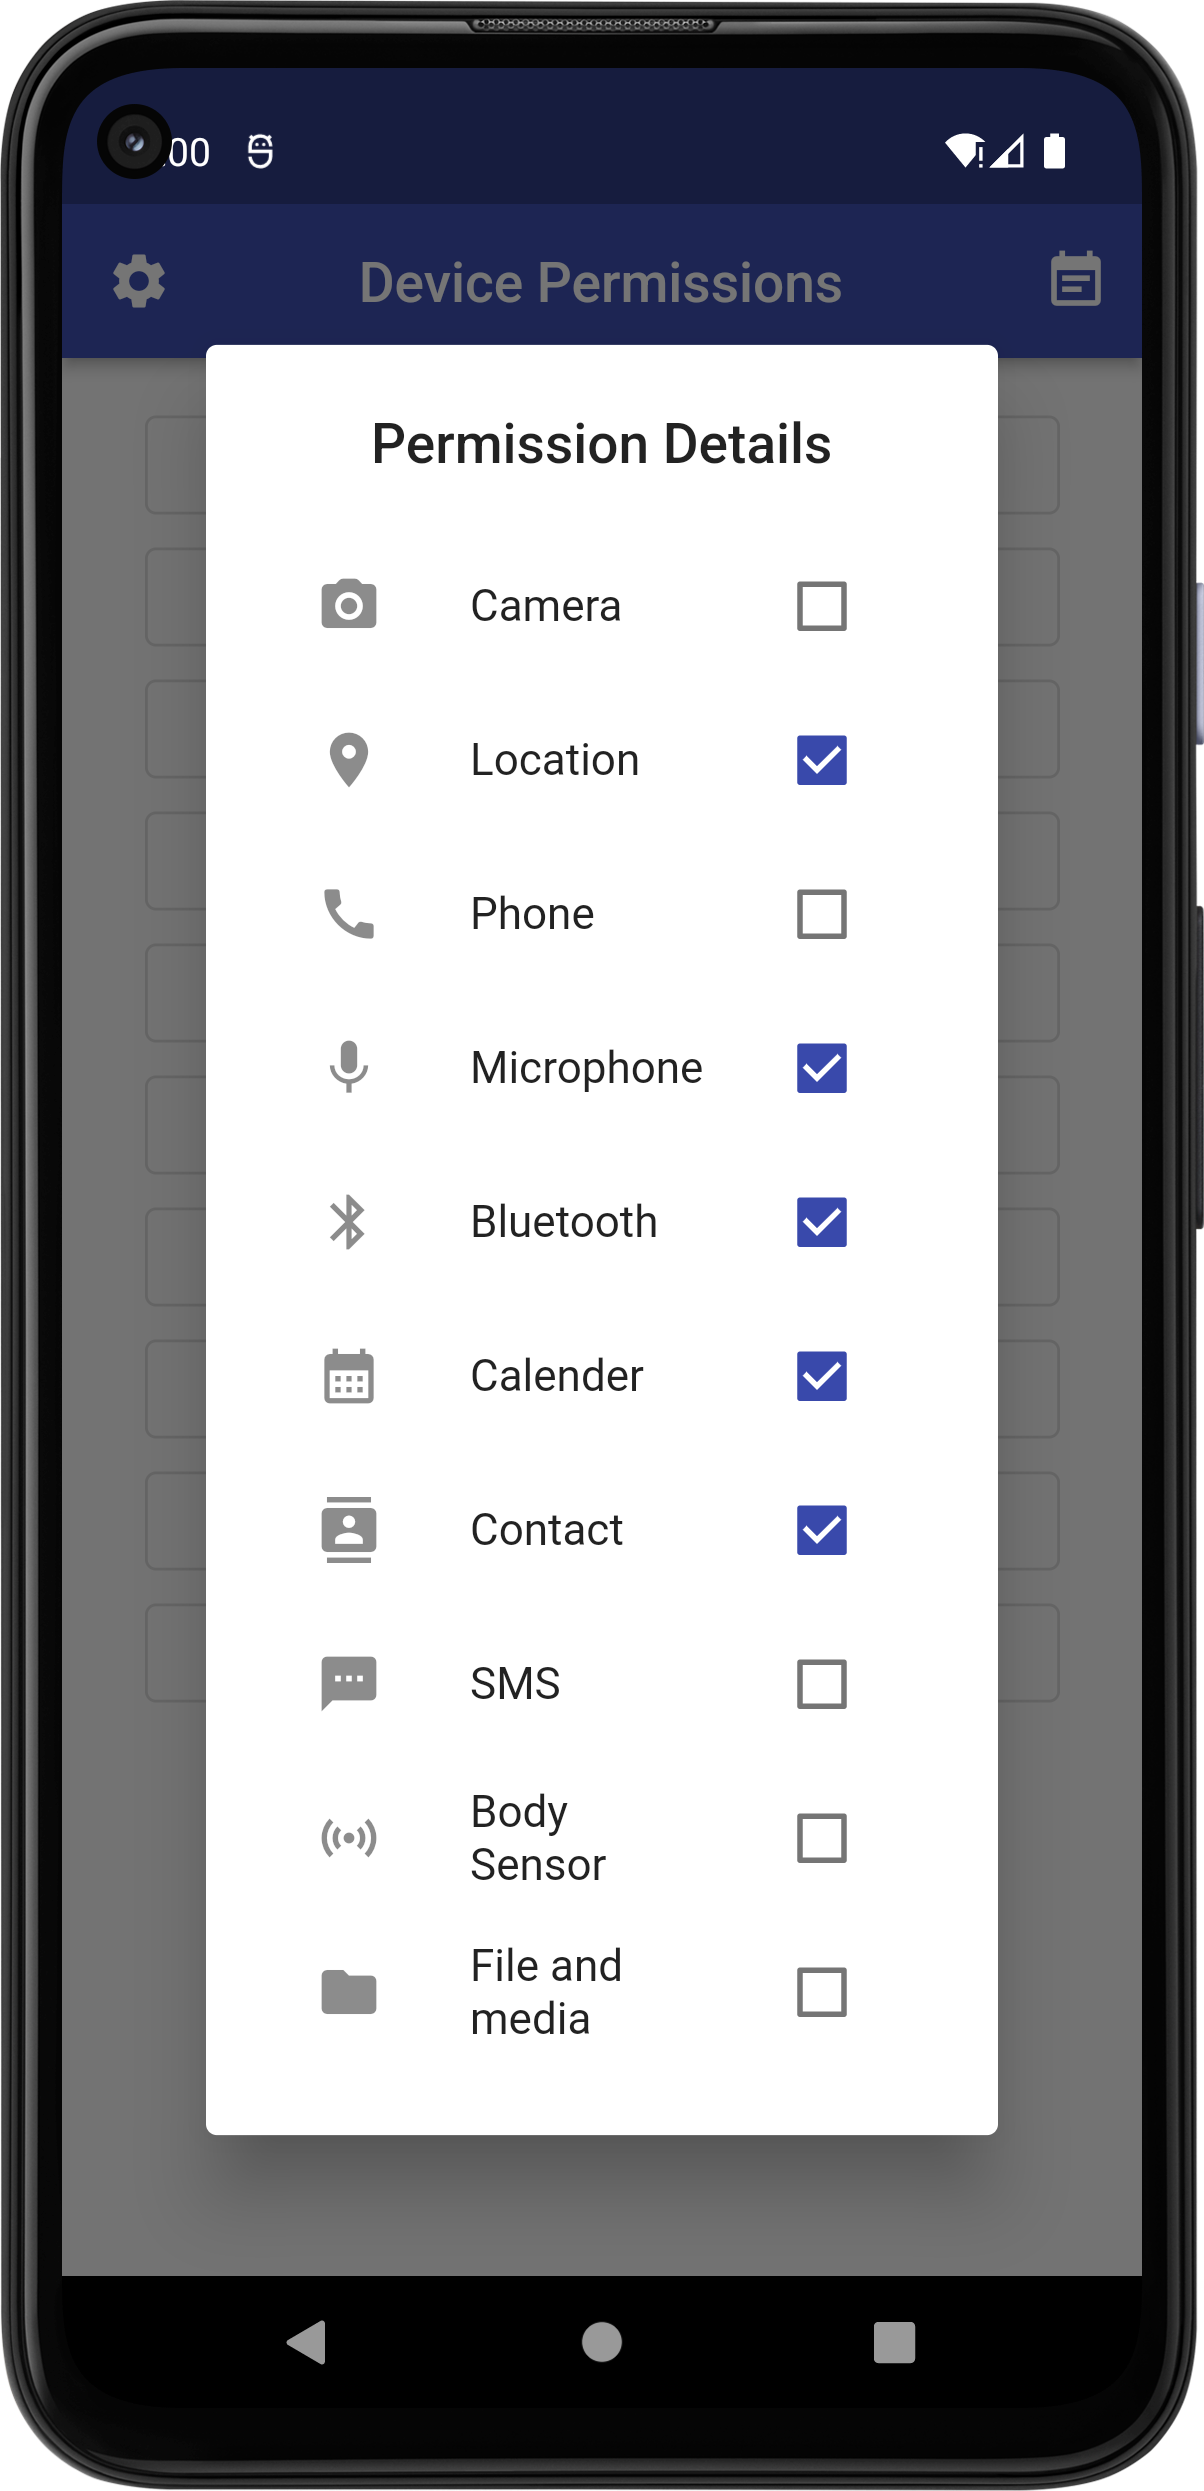 :00
Device Permissions
Permission Details
Camera
Location
Phone
Microphone
Bluetooth
Calender
Contact
SMS
Body
Sensor
File and
media